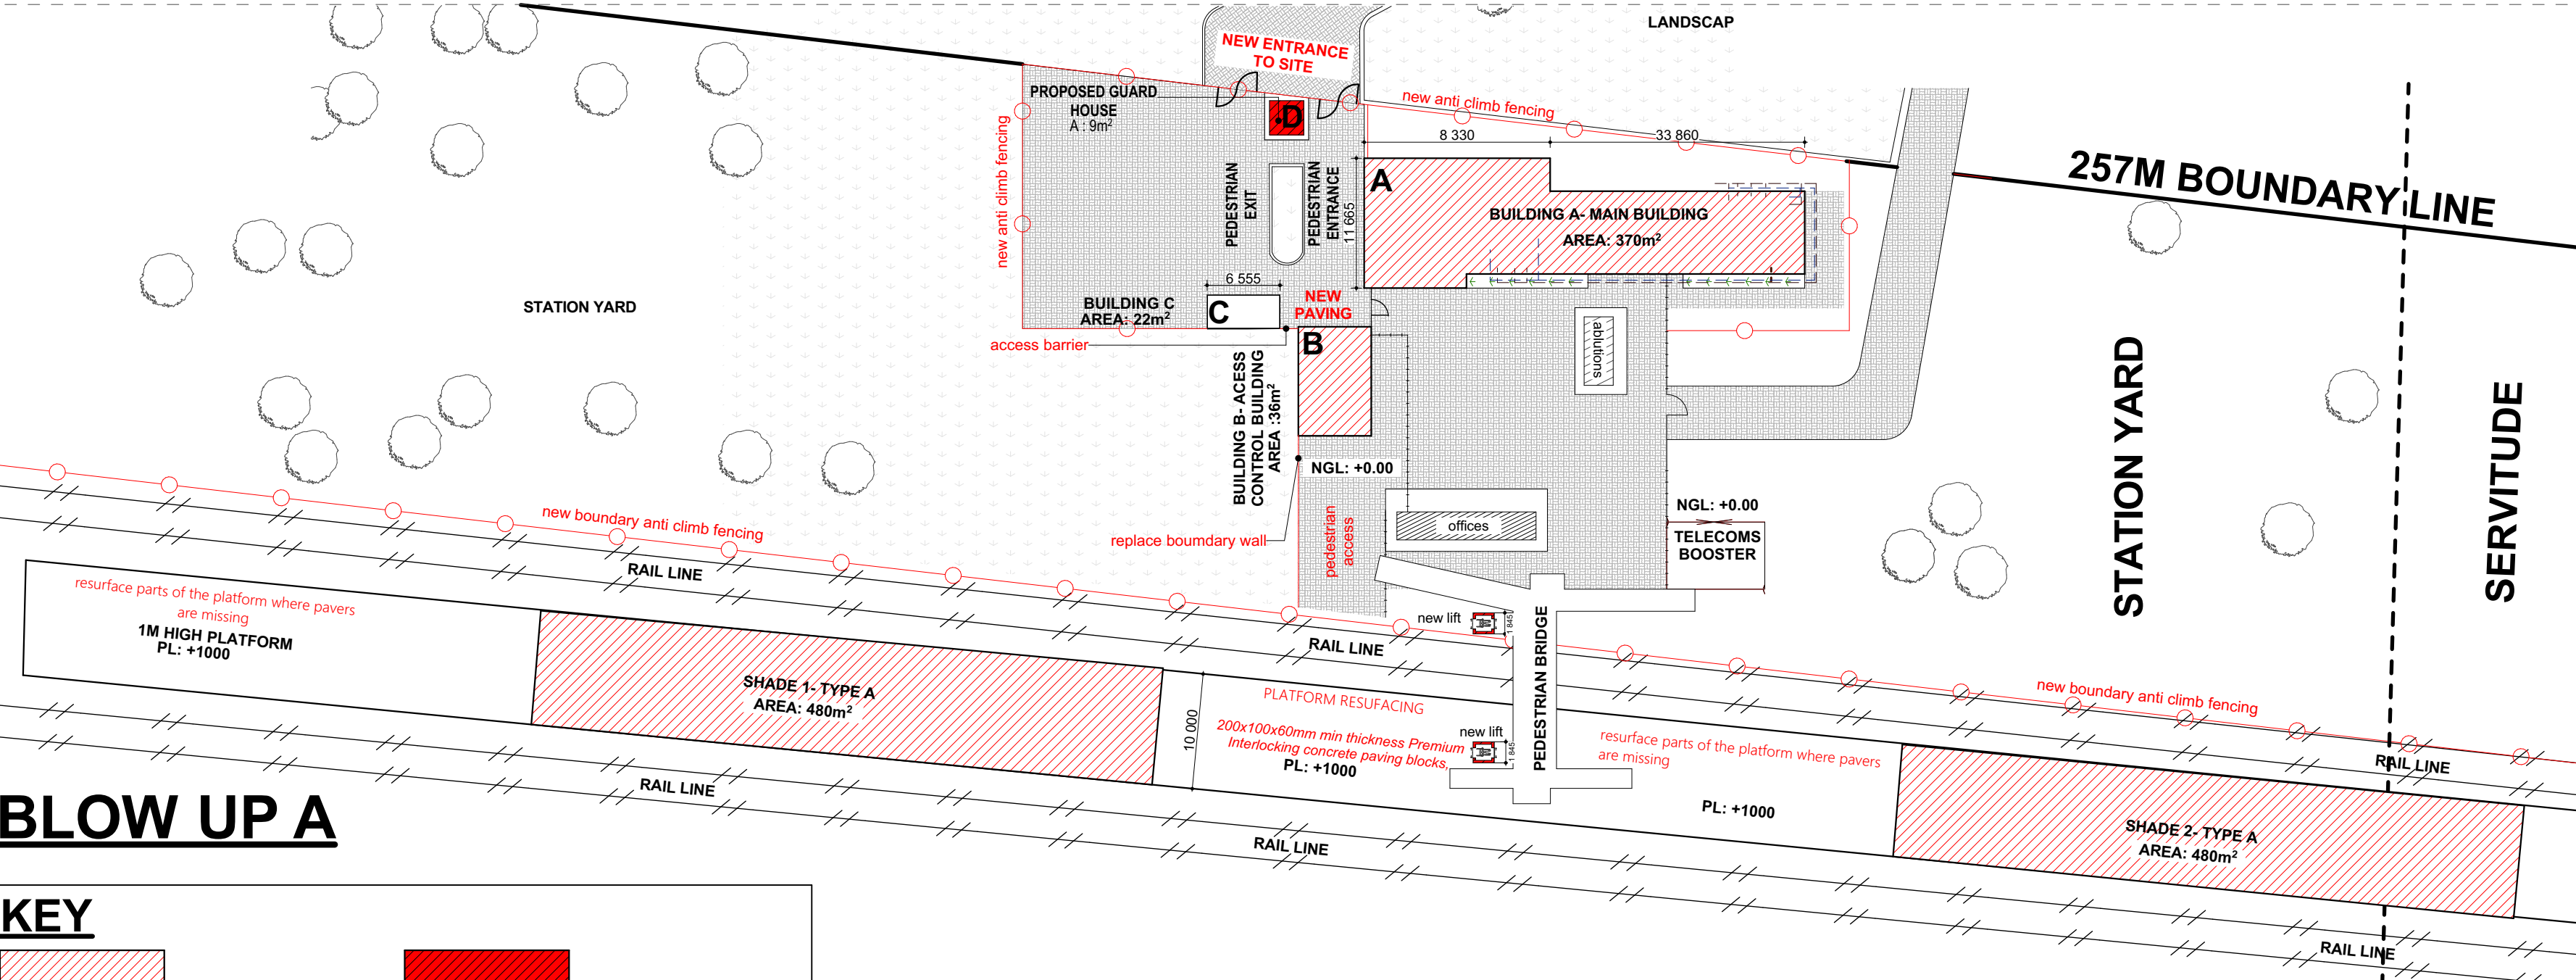 LANDSCAP
NEW ENTRANCE
TO SITE
PROPOSED GUARD
HOUSE
A : 9m²
D
new anti climb fencing
8 330
33 860
257M BOUNDARY LINE
new anti climb fencing
PEDESTRIAN
EXIT
PEDESTRIAN
ENTRANCE
11 665
A
BUILDING A- MAIN BUILDING
AREA: 370m²
STATION YARD
6 555
BUILDING C
AREA: 22m²
C
NEW
PAVING
access barrier
B
BUILDING B- ACESS
CONTROL BUILDING
AREA :36m²
ablutions
STATION YARD
SERVITUDE
NGL: +0.00
pedestrian
access
replace boumdary wall
offices
NGL: +0.00
TELECOMS
BOOSTER
new boundary anti climb fencing
RAIL LINE
resurface parts of the platform where pavers
are missing
1M HIGH PLATFORM
PL: +1000
new lift
1 845
RAIL LINE
PEDESTRIAN BRIDGE
SHADE 1- TYPE A
AREA: 480m²
10 000
PLATFORM RESUFACING
200x100x60mm min thickness Premium
Interlocking concrete paving blocks,
PL: +1000
new lift
1 845
resurface parts of the platform where pavers
are missing
PL: +1000
new boundary anti climb fencing
RAIL LINE
SHADE 2- TYPE A
AREA: 480m²
RAIL LINE
RAIL LINE
RAIL LINE
BLOW UP A
KEY